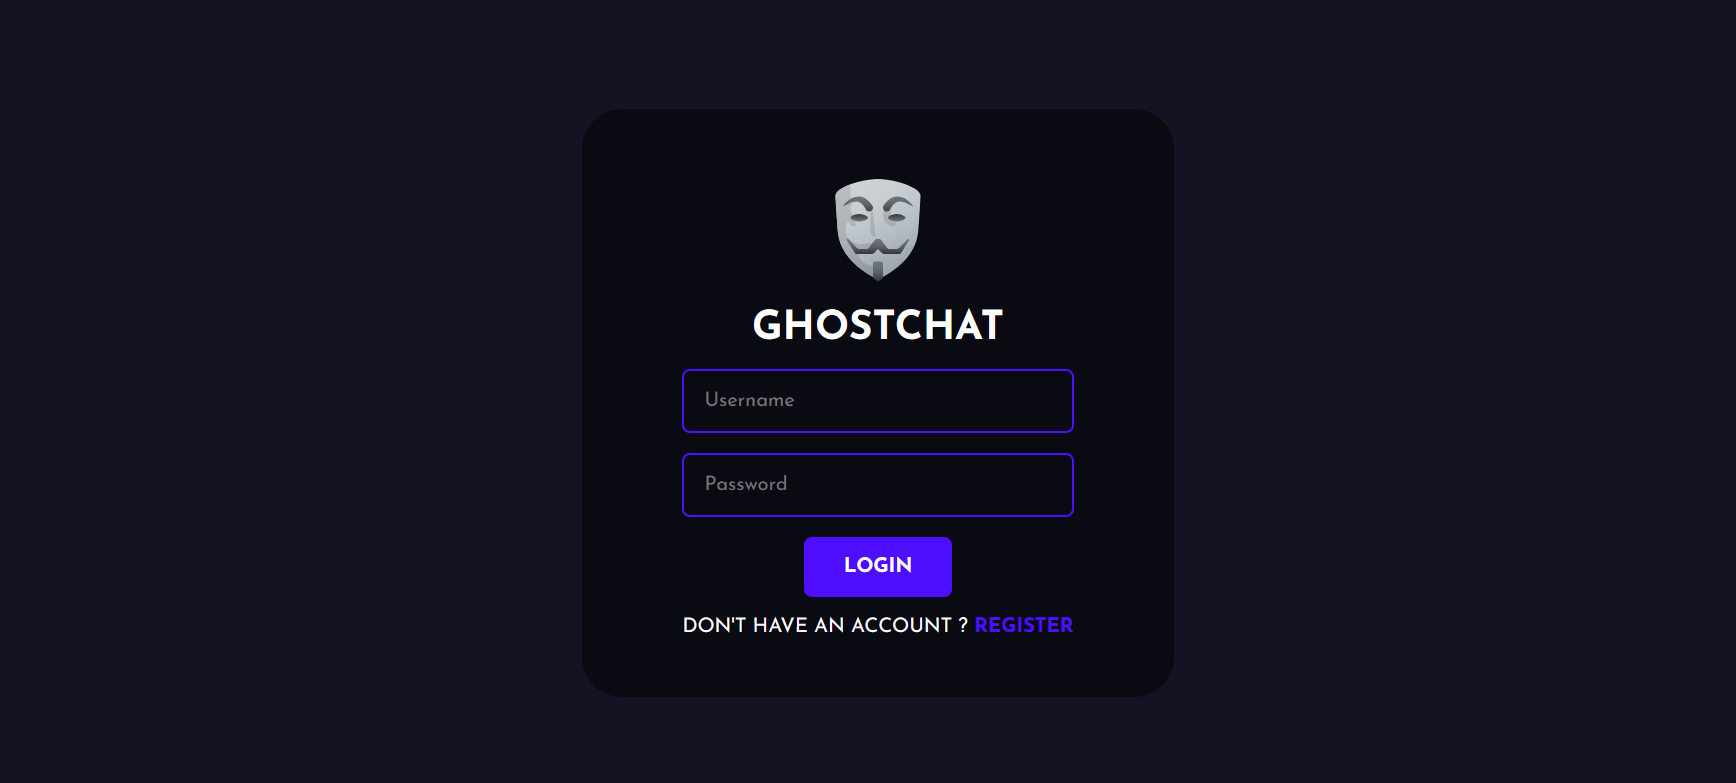 GHOSTCHAT
Username
Password
LOGIN
DON'T HAVE AN ACCOUNT ? REGISTER